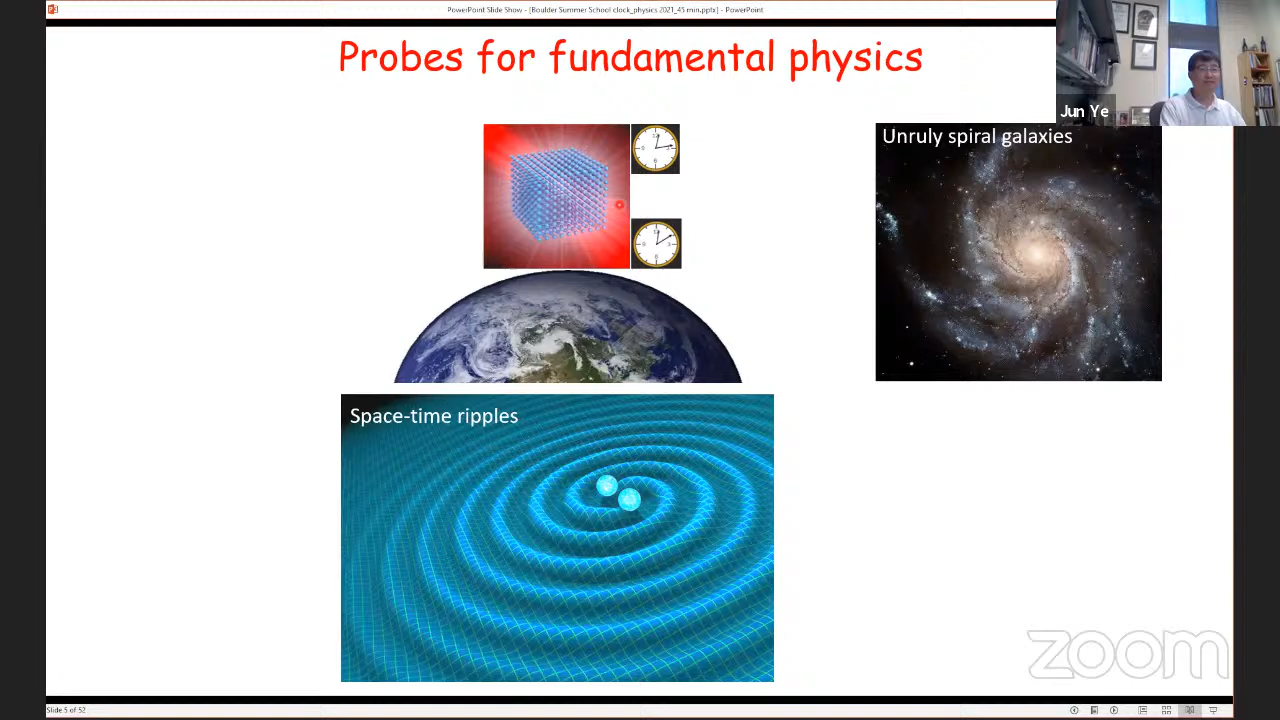 PowerPoint Slide Show - [Boulder Summer School clock_physics 2021_45 min.pptx] - PowerPoint
Probes for fundamental physics
Jun Ye
Unruly spiral galaxies
Space-time ripples
zoom
Slide 5 of 52